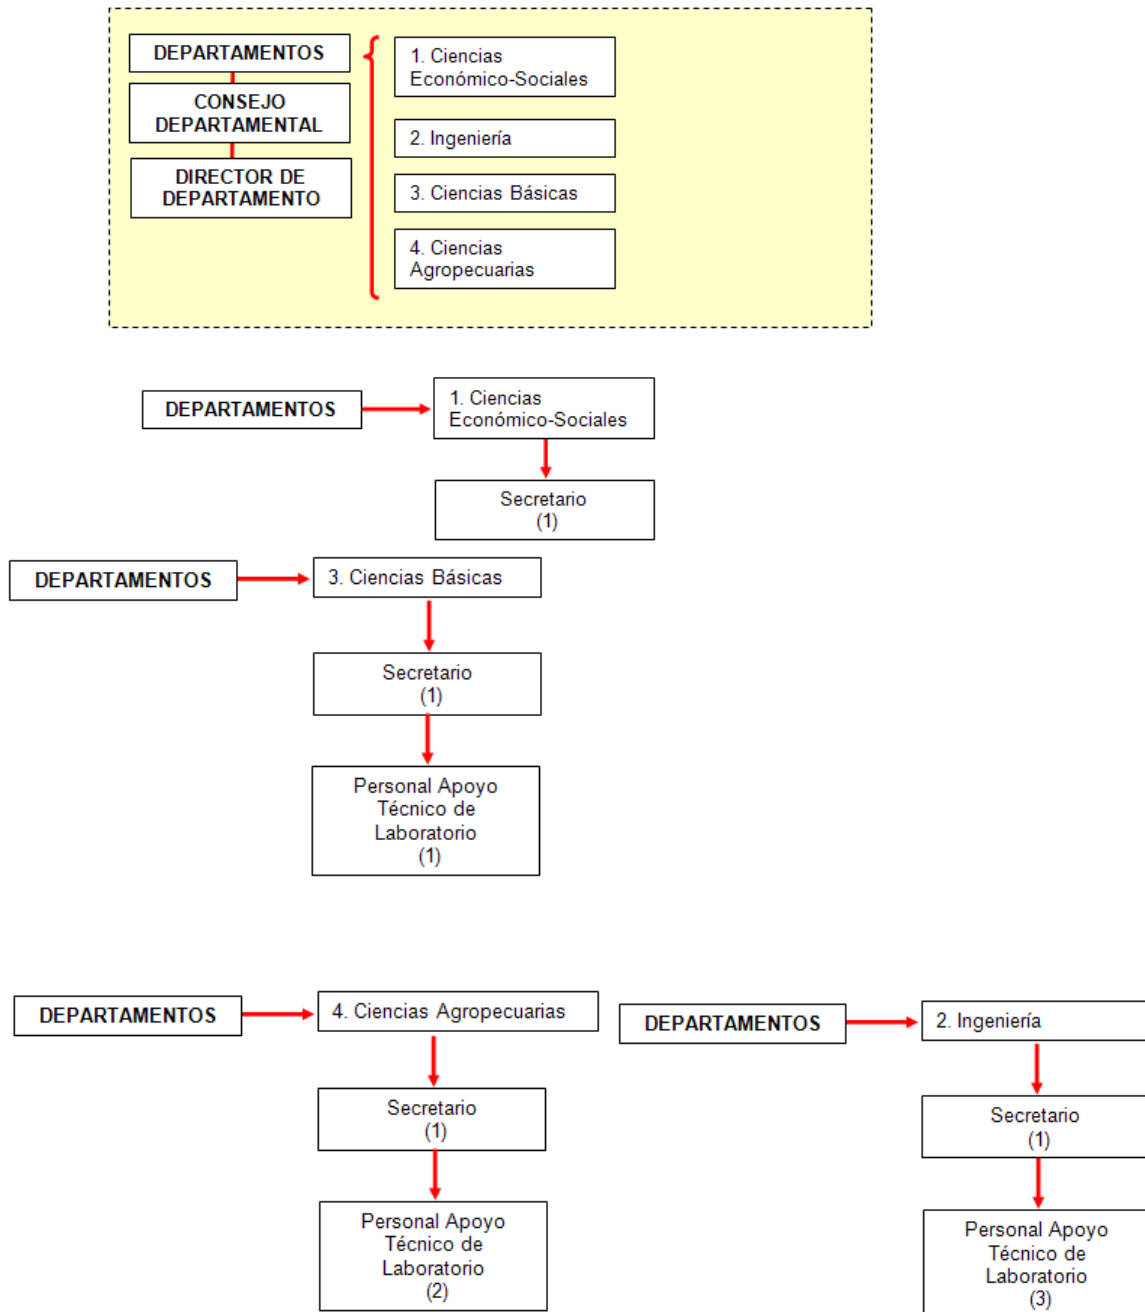 DEPARTAMENTOS
CONSEJO
DEPARTAMENTAL
DIRECTOR DE
DEPARTAMENTO
1. Ciencias
Económico-Sociales
2. Ingeniería
3. Ciencias Básicas
4. Ciencias
Agropecuarias
DEPARTAMENTOS
1. Ciencias
Económico-Sociales
Secretario
(1)
DEPARTAMENTOS
3. Ciencias Básicas
Secretario
(1)
Personal Apoyo
Técnico de
Laboratorio
(1)
DEPARTAMENTOS
4. Ciencias Agropecuarias
Secretario
(1)
Personal Apoyo
Técnico de
Laboratorio
(2)
DEPARTAMENTOS
2. Ingeniería
Secretario
(1)
Personal Apoyo
Técnico de
Laboratorio
(3)